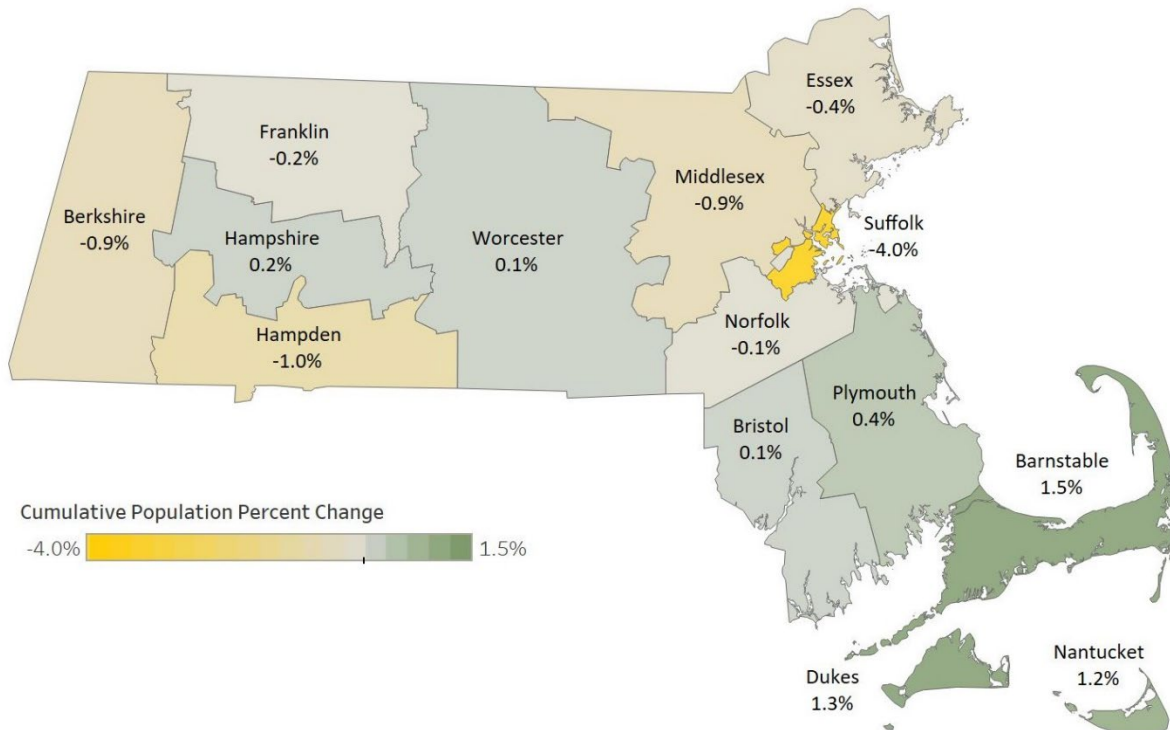 Essex
-0.4%
Franklin
-0.2%
Middlesex
-0.9%
Berkshire
-0.9%
Hampshire
0.2%
Worcester
0.1%
Suffolk
-4.0%
Hampden
-1.0%
Norfolk
-0.1%
Plymouth
0.4%
Bristol
0.1%
Barnstable
1.5%
Cumulative Population Percent Change
-4.0% 1.5%
Dukes
1.3%
Nantucket
1.2%